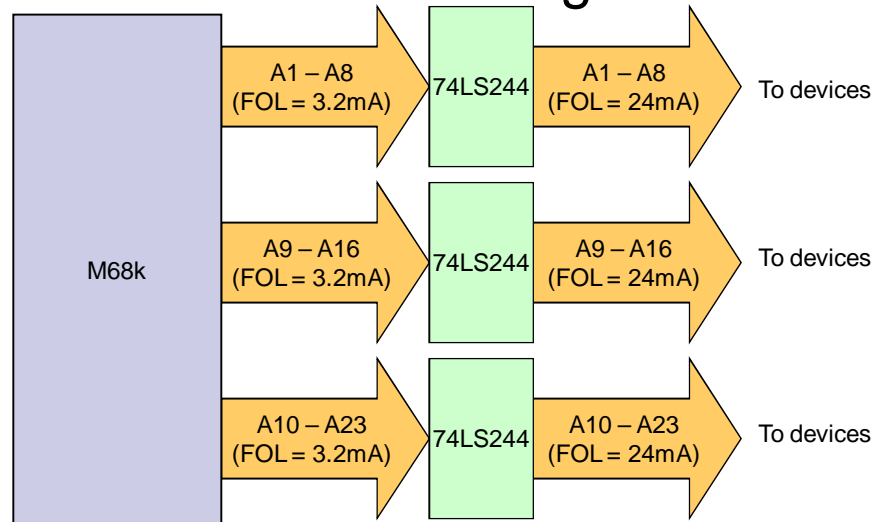 M68k
A1 – A8
(FOL = 3.2mA)
74LS244
A1 – A8
(FOL = 24mA)
To devices
A9 – A16
(FOL = 3.2mA)
74LS244
A9 – A16
(FOL = 24mA)
To devices
A10 – A23
(FOL = 3.2mA)
74LS244
A10 – A23
(FOL = 24mA)
To devices